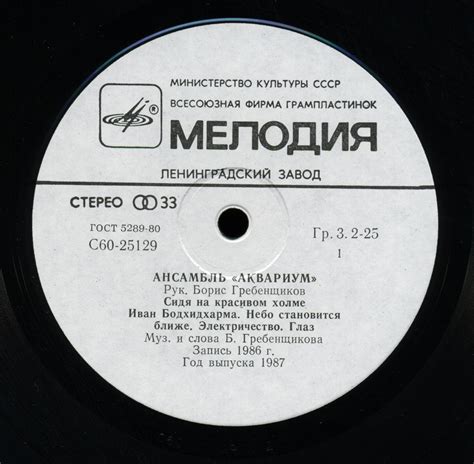 МИНИСТЕРСТВО КУЛЬТУРЫ СССР
ВСЕСОЮЗНАЯ ФИРМА ГРАМПЛАСТИНОК
®
МЕЛОДИЯ
ЛЕНИНГРАДСКИЙ ЗАВОД
СТЕРЕО 33
ГОСТ 5289-80
С60-25129
Гр. 3. 2-25
1
АНСАМБЛЬ «АКВАРИУМ»
Рук. Борис Гребенщиков
Сидя на красивом холме
Иван Бодхидхарма. Небо становится
ближе. Электричество. Глаз
Муз. и слова Б. Гребенщикова
Запись 1986 г.
Год выпуска 1987